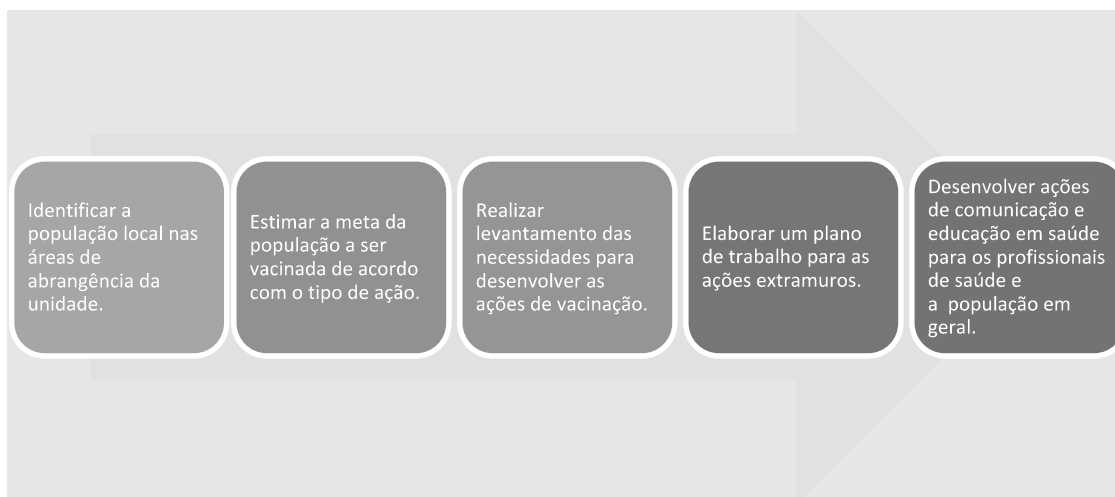 Identificar a
população local nas
áreas de
abrangência da
unidade.
Estimar a meta da
população a ser
vacinada de acordo
com o tipo de ação.
Realizar
levantamento das
necessidades para
desenvolver as
ações de vacinação.
Elaborar um plano
de trabalho para as
ações extramuros.
Desenvolver ações
de comunicação e
educação em saúde
para os profissionais
de saúde e
a população em
geral.